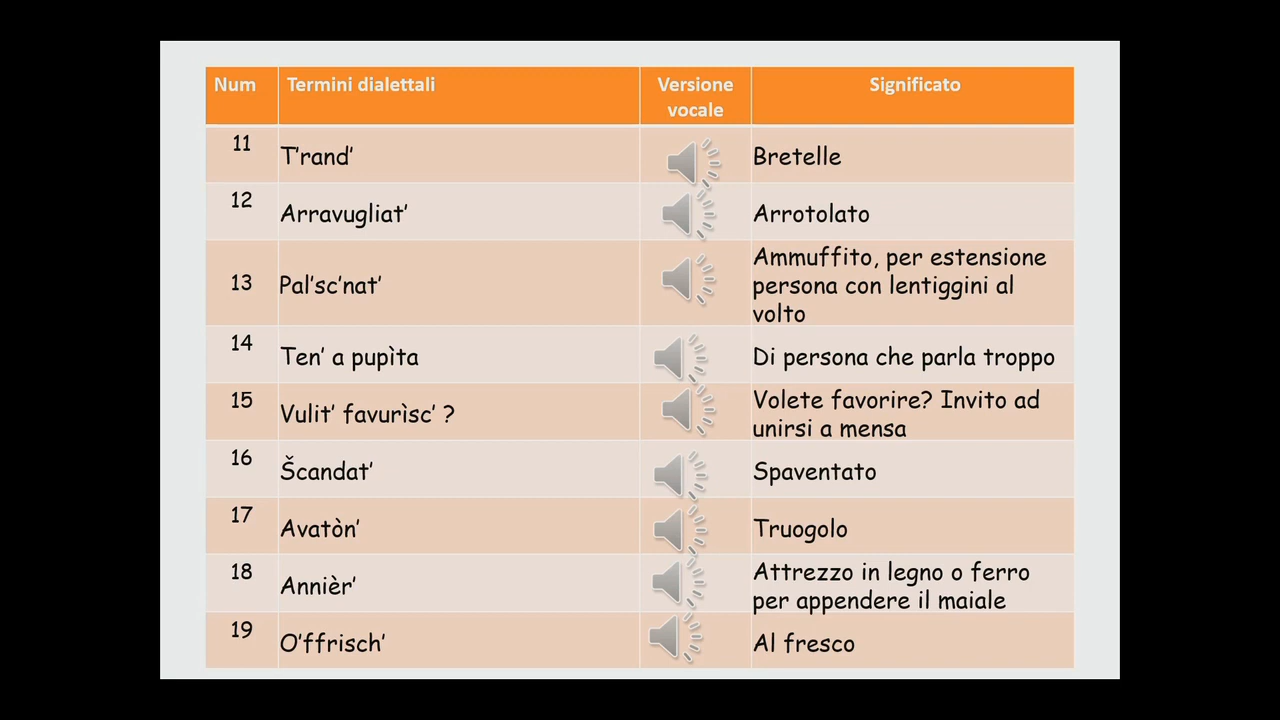 Num Termini dialettali Versione vocale Significato
11 T'rand' Bretelle
12 Arravugliat' Arrotolato
13 Pal'sc'nat' Ammuffito, per estensione
persona con lentiggini al
volto
14 Ten' a pupìta Di persona che parla troppo
15 Vulit' favurìsc' ? Volete favorire? Invito ad
unirsi a mensa
16 Šcandat' Spaventato
17 Avatòn' Truogolo
18 Annièr' Attrezzo in legno o ferro
per appendere il maiale
19 O'ffrisch' Al fresco